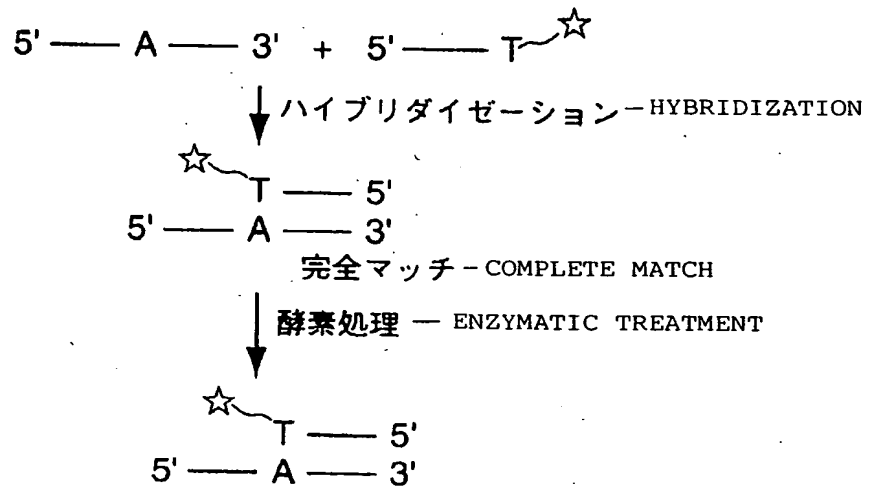 5' — A — 3' + 5' — T~☆
ハイブリダイゼーション — HYBRIDIZATION
☆~T — 5'
5' — A — 3'
完全マッチ - COMPLETE MATCH
酵素処理 — ENZYMATIC TREATMENT
☆~T — 5'
5' — A — 3'